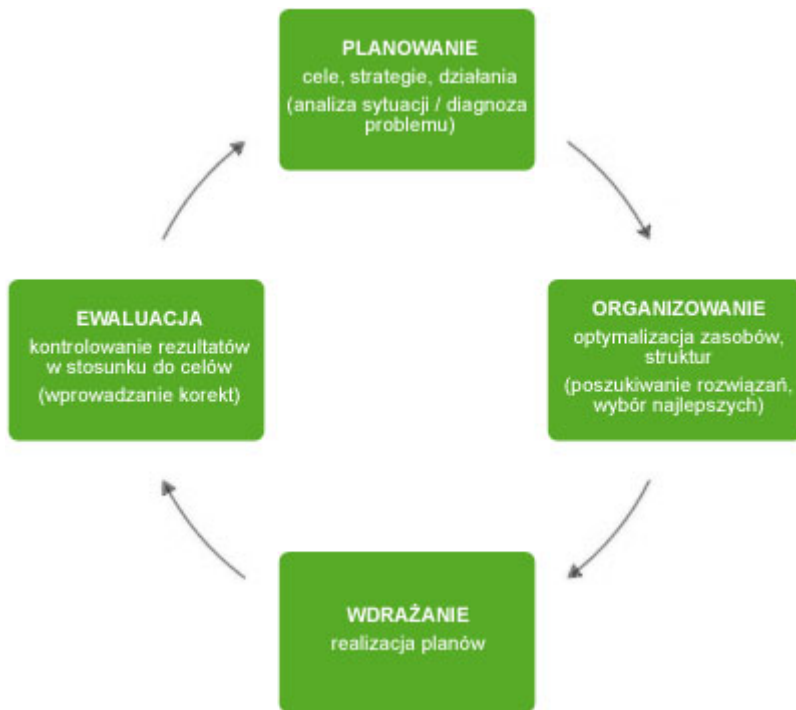 PLANOWANIE
cele, strategie, działania
(analiza sytuacji / diagnoza
problemu)
EWALUACJA
kontrolowanie rezultatów
w stosunku do celów
(wprowadzanie korekt)
ORGANIZOWANIE
optymalizacja zasobów,
struktur
(poszukiwanie rozwiązań,
wybór najlepszych)
WDRAŻANIE
realizacja planów